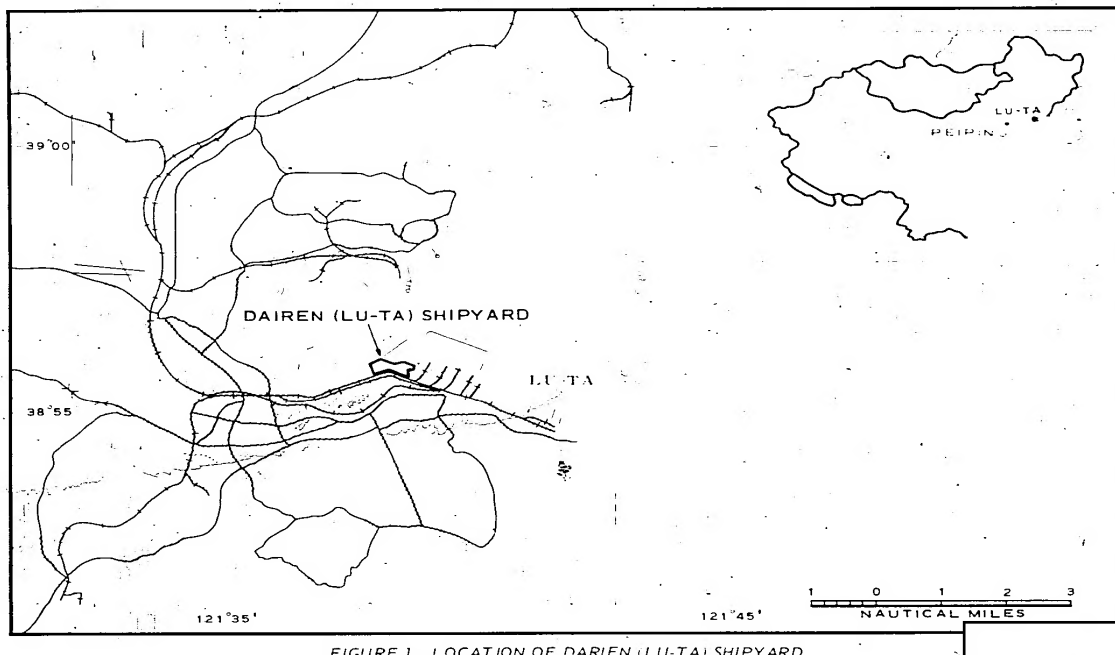 LU-TA
PEIPING
39°00'
DAIREN (LU-TA) SHIPYARD
LU-TA
38°55
121°35'
121°45'
1 0 1 2 3
NAUTICAL MILES
FIGURE 1. LOCATION OF DARIEN (LU-TA) SHIPYARD